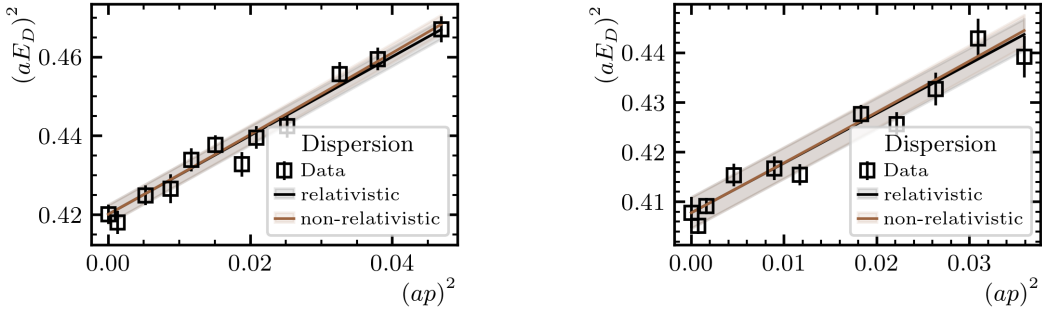 (aE_D)^2
0.46
0.44
0.42
Dispersion
Data
relativistic
non-relativistic
0.00
0.02
0.04
(ap)^2
(aE_D)^2
0.44
0.43
0.42
0.41
Dispersion
Data
relativistic
non-relativistic
0.00
0.01
0.02
0.03
(ap)^2